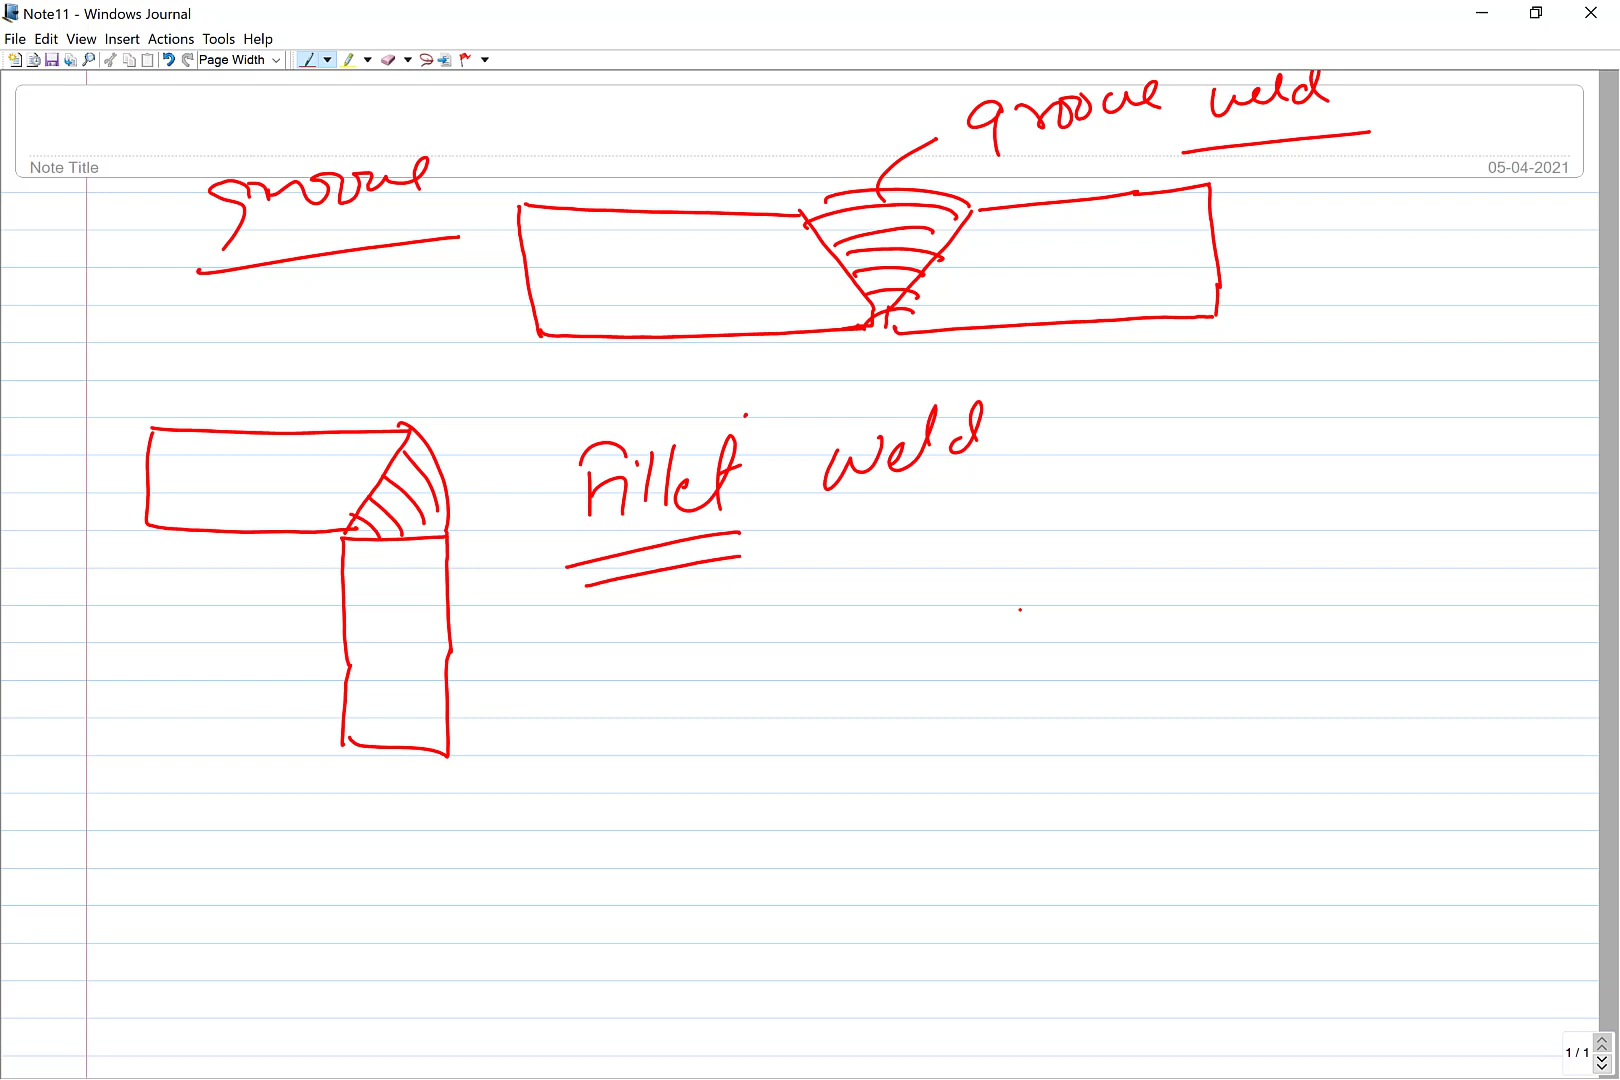 Note11 - Windows Journal
File Edit View Insert Actions Tools Help
Page Width
groove weld
Note Title
05-04-2021
groove
Fillet weld
1 / 1